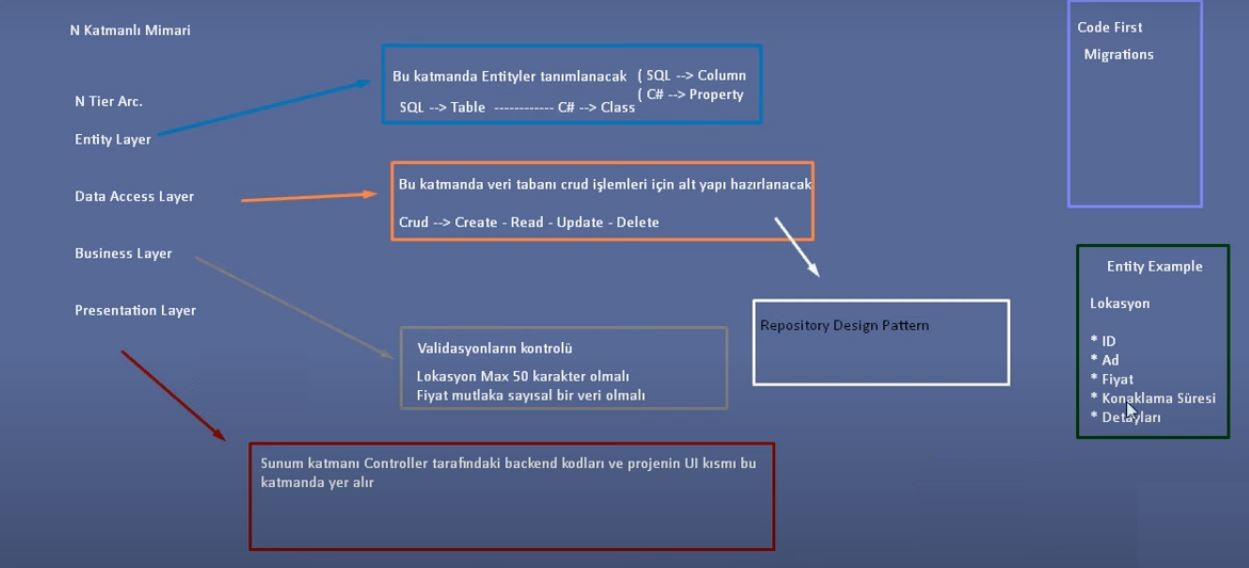 N Katmanlı Mimari
N Tier Arc.
Entity Layer
Data Access Layer
Business Layer
Presentation Layer
Bu katmanda Entityler tanımlanacak ( SQL --> Column
( C# --> Property
SQL --> Table ------------ C# --> Class
Bu katmanda veri tabanı crud işlemleri için alt yapı hazırlanacak
Crud --> Create - Read - Update - Delete
Repository Design Pattern
Validasyonların kontrolü
Lokasyon Max 50 karakter olmalı
Fiyat mutlaka sayısal bir veri olmalı
Sunum katmanı Controller tarafındaki backend kodları ve projenin UI kısmı bu
katmanda yer alır
Code First
Migrations
Entity Example
Lokasyon
* ID
* Ad
* Fiyat
* Konaklama Süresi
* Detayları